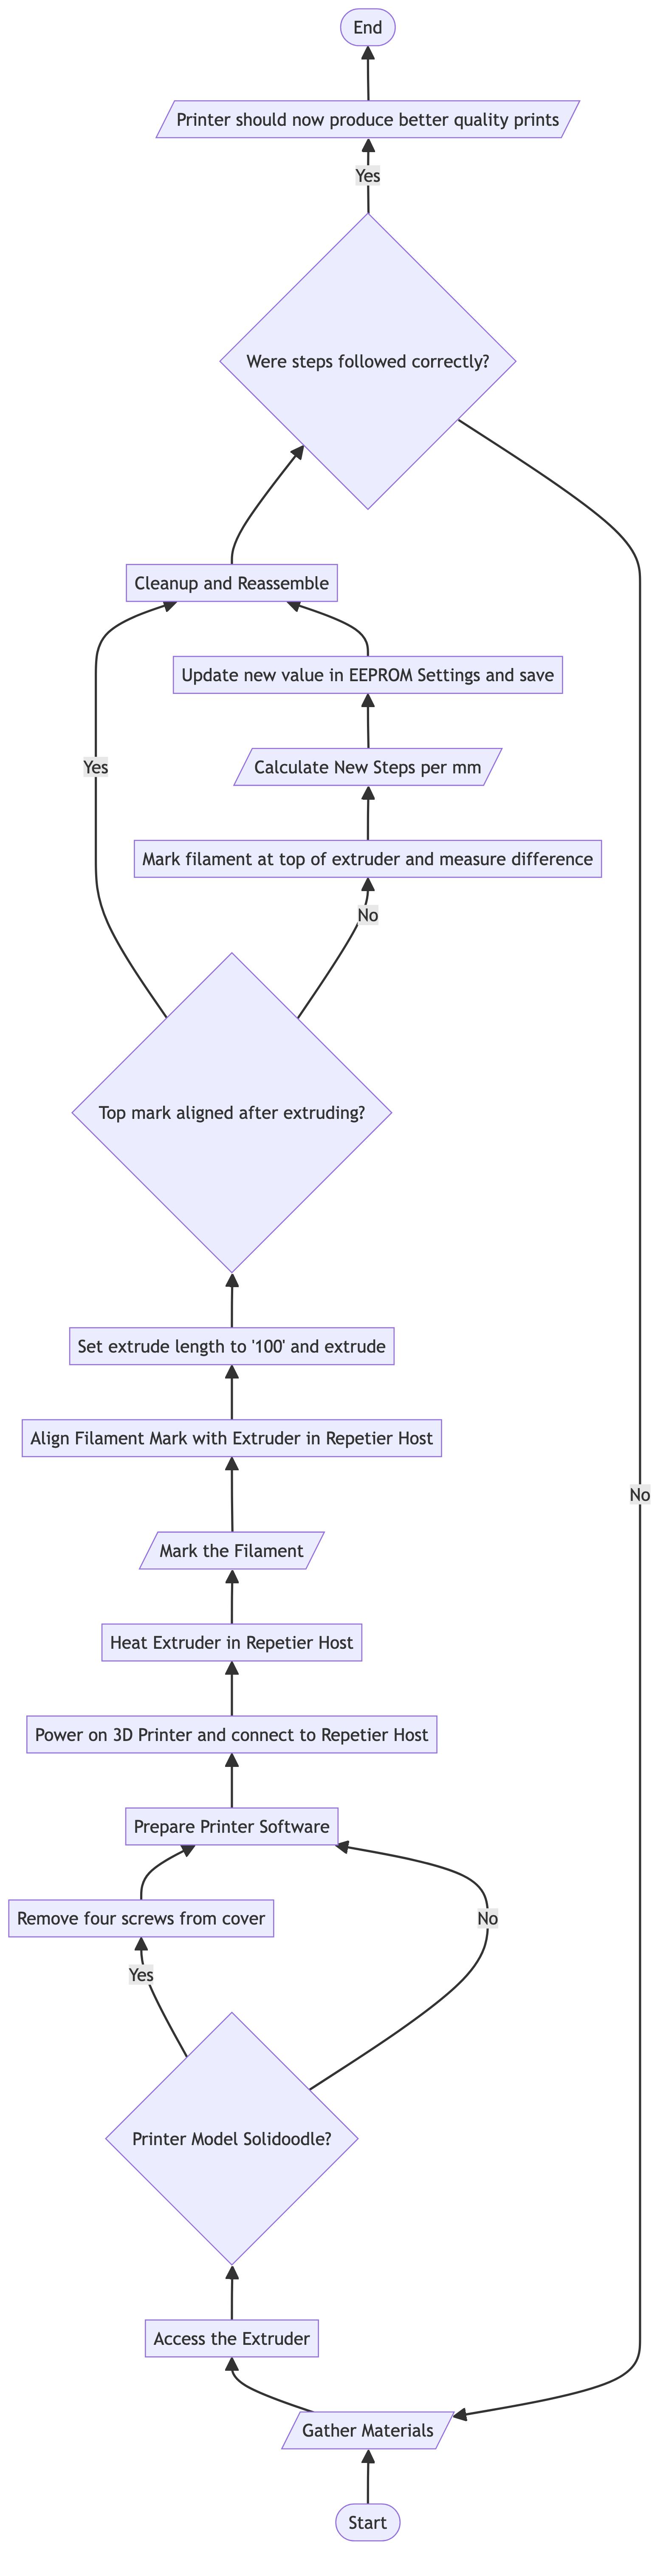 End
Printer should now produce better quality prints
Yes
Were steps followed correctly?
Cleanup and Reassemble
Update new value in EEPROM Settings and save
Yes
Calculate New Steps per mm
Mark filament at top of extruder and measure difference
No
Top mark aligned after extruding?
Set extrude length to '100' and extrude
Align Filament Mark with Extruder in Repetier Host
No
Mark the Filament
Heat Extruder in Repetier Host
Power on 3D Printer and connect to Repetier Host
Prepare Printer Software
Remove four screws from cover
No
Yes
Printer Model Solidoodle?
Access the Extruder
Gather Materials
Start